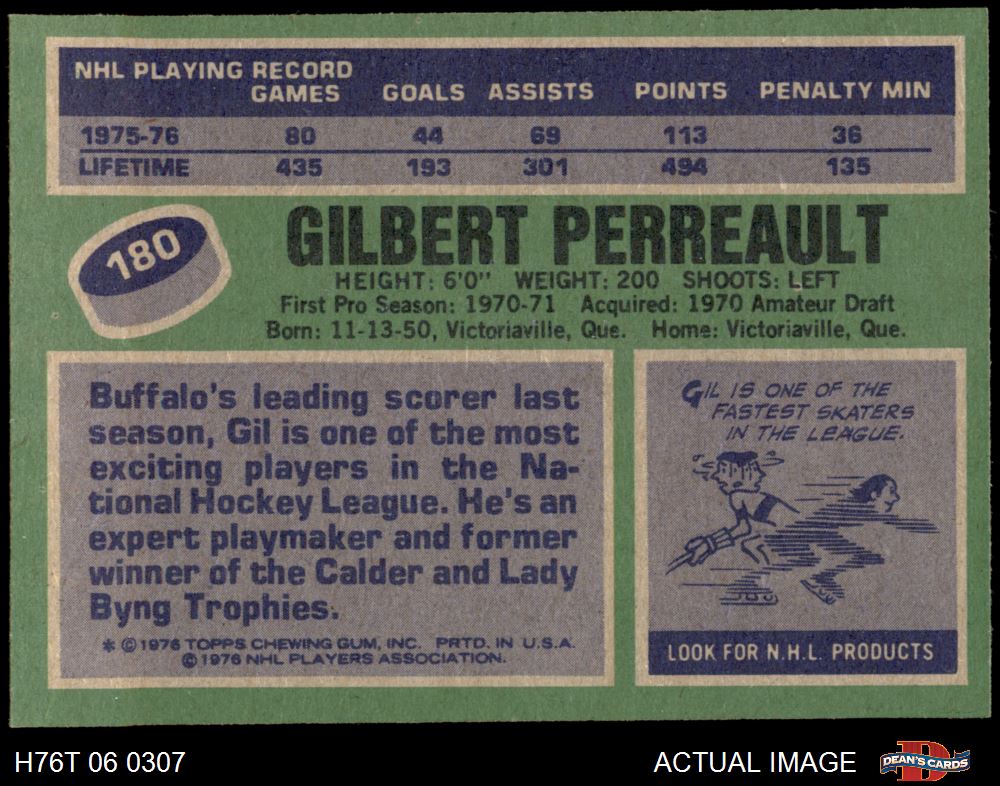 NHL PLAYING RECORD
GAMES GOALS ASSISTS POINTS PENALTY MIN
1975-76 80 44 69 113 36
LIFETIME 435 193 301 494 135
180
GILBERT PERREAULT
HEIGHT: 6'0" WEIGHT: 200 SHOOTS: LEFT
First Pro Season: 1970-71 Acquired: 1970 Amateur Draft
Born: 11-13-50, Victoriaville, Que. Home: Victoriaville, Que.
Buffalo's leading scorer last
season, Gil is one of the most
exciting players in the Na-
tional Hockey League. He's an
expert playmaker and former
winner of the Calder and Lady
Byng Trophies.
* ©1976 TOPPS CHEWING GUM, INC. PRTD. IN U.S.A.
©1976 NHL PLAYERS ASSOCIATION.
GIL IS ONE OF THE
FASTEST SKATERS
IN THE LEAGUE.
LOOK FOR N.H.L. PRODUCTS
H76T 06 0307
ACTUAL IMAGE
D
DEAN'S CARDS